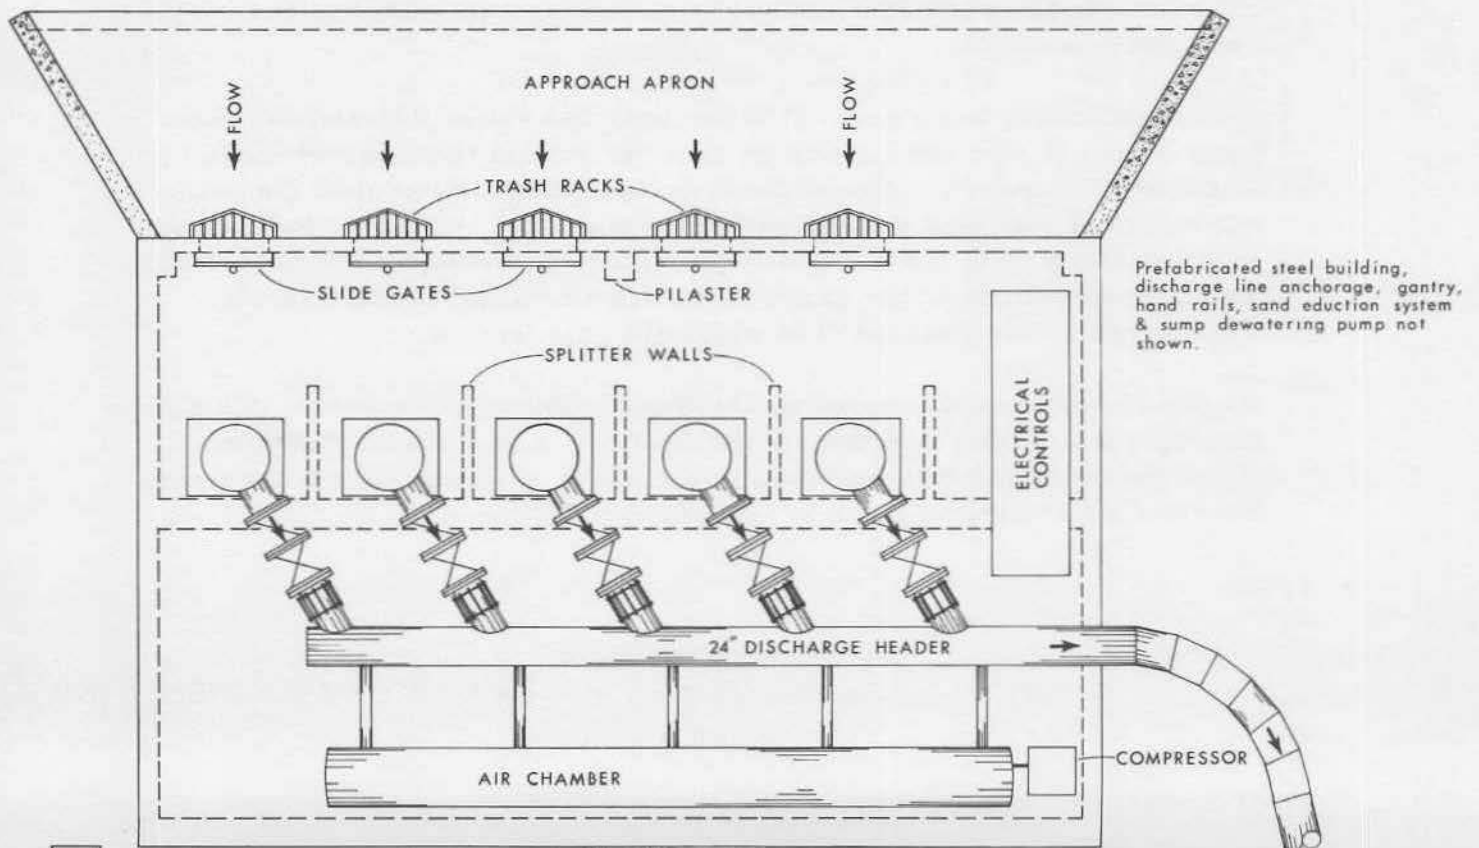 APPROACH APRON
FLOW
FLOW
TRASH RACKS
SLIDE GATES
PILASTER
Prefabricated steel building,
discharge line anchorage, gantry,
hand rails, sand eduction system
& sump dewatering pump not
shown.
SPLITTER WALLS
ELECTRICAL
CONTROLS
24" DISCHARGE HEADER
AIR CHAMBER
COMPRESSOR